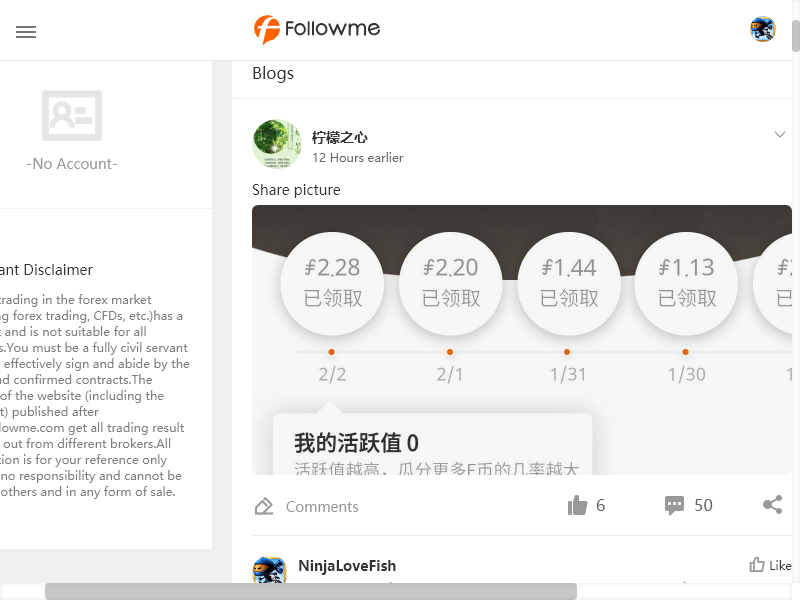 Followme
Blogs
-No Account-
柠檬之心
12 Hours earlier
Share picture
2.28
2.20
1.44
1.13
已领取
已领取
已领取
已领取
2/2
2/1
1/31
1/30
我的活跃值 0
活跃值越高，瓜分更多F币的几率越大
ant Disclaimer
trading in the forex market
ng forex trading, CFDs, etc.)has a
and is not suitable for all
s.You must be a fully civil servant
effectively sign and abide by the
nd confirmed contracts.The
of the website (including the
t) published after
lowme.com get all trading result
out from different brokers.All
tion is for your reference only
no responsibility and cannot be
others and in any form of sale.
Comments
6
50
NinjaLoveFish
Like